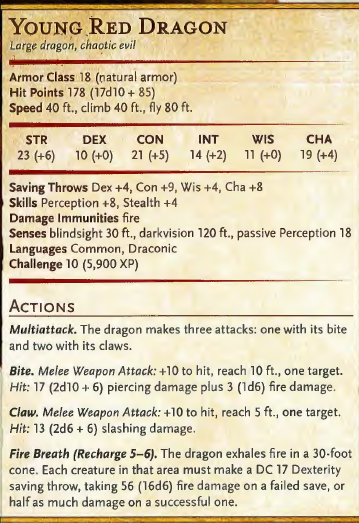 YOUNG RED DRAGON
Large dragon, chaotic evil
Armor Class 18 (natural armor)
Hit Points 178 (17d10 + 85)
Speed 40 ft., climb 40 ft., fly 80 ft.
STR DEX CON INT WIS CHA
23 (+6) 10 (+0) 21 (+5) 14 (+2) 11 (+0) 19 (+4)
Saving Throws Dex +4, Con +9, Wis +4, Cha +8
Skills Perception +8, Stealth +4
Damage Immunities fire
Senses blindsight 30 ft., darkvision 120 ft., passive Perception 18
Languages Common, Draconic
Challenge 10 (5,900 XP)
ACTIONS
Multiattack. The dragon makes three attacks: one with its bite
and two with its claws.
Bite. Melee Weapon Attack: +10 to hit, reach 10 ft., one target.
Hit: 17 (2d10 + 6) piercing damage plus 3 (1d6) fire damage.
Claw. Melee Weapon Attack: +10 to hit, reach 5 ft., one target.
Hit: 13 (2d6 + 6) slashing damage.
Fire Breath (Recharge 5–6). The dragon exhales fire in a 30-foot
cone. Each creature in that area must make a DC 17 Dexterity
saving throw, taking 56 (16d6) fire damage on a failed save, or
half as much damage on a successful one.